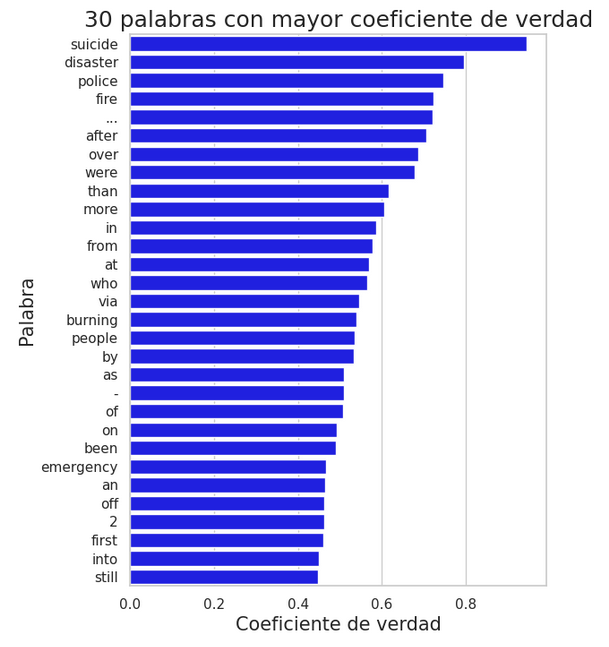 30 palabras con mayor coeficiente de verdad
suicide
disaster
police
fire
...
after
over
were
than
more
in
from
at
who
via
burning
people
by
as
-
of
on
been
emergency
an
off
2
first
into
still
Palabra
0.0 0.2 0.4 0.6 0.8
Coeficiente de verdad